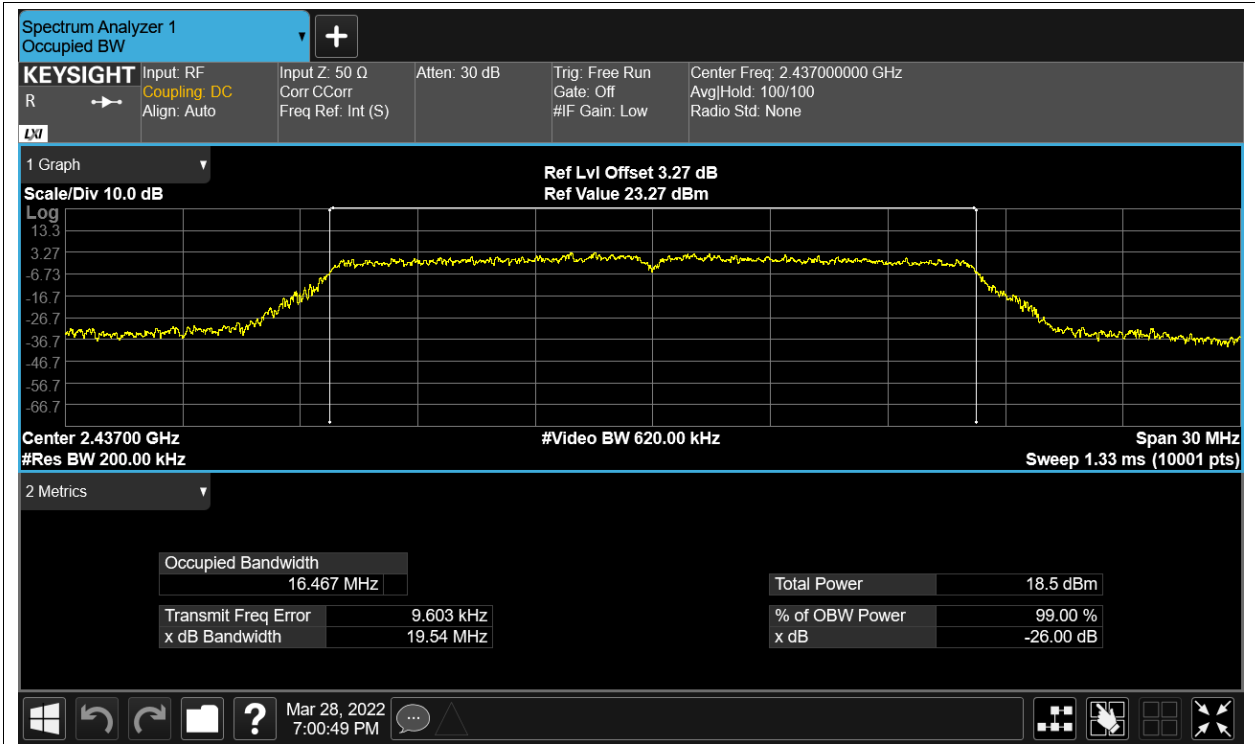 Spectrum Analyzer 1
Occupied BW
KEYSIGHT
R
LXI
Input: RF
Coupling: DC
Align: Auto
Input Z: 50 Ω
Corr CCorr
Freq Ref: Int (S)
Atten: 30 dB
Trig: Free Run
Gate: Off
#IF Gain: Low
Center Freq: 2.437000000 GHz
Avg|Hold: 100/100
Radio Std: None
1 Graph
Scale/Div 10.0 dB
Ref Lvl Offset 3.27 dB
Ref Value 23.27 dBm
Log
13.3
3.27
-6.73
-16.7
-26.7
-36.7
-46.7
-56.7
-66.7
Center 2.43700 GHz
#Res BW 200.00 kHz
#Video BW 620.00 kHz
Span 30 MHz
Sweep 1.33 ms (10001 pts)
2 Metrics
Occupied Bandwidth
16.467 MHz
Transmit Freq Error 9.603 kHz
x dB Bandwidth 19.54 MHz
Total Power 18.5 dBm
% of OBW Power 99.00 %
x dB -26.00 dB
?
Mar 28, 2022
7:00:49 PM